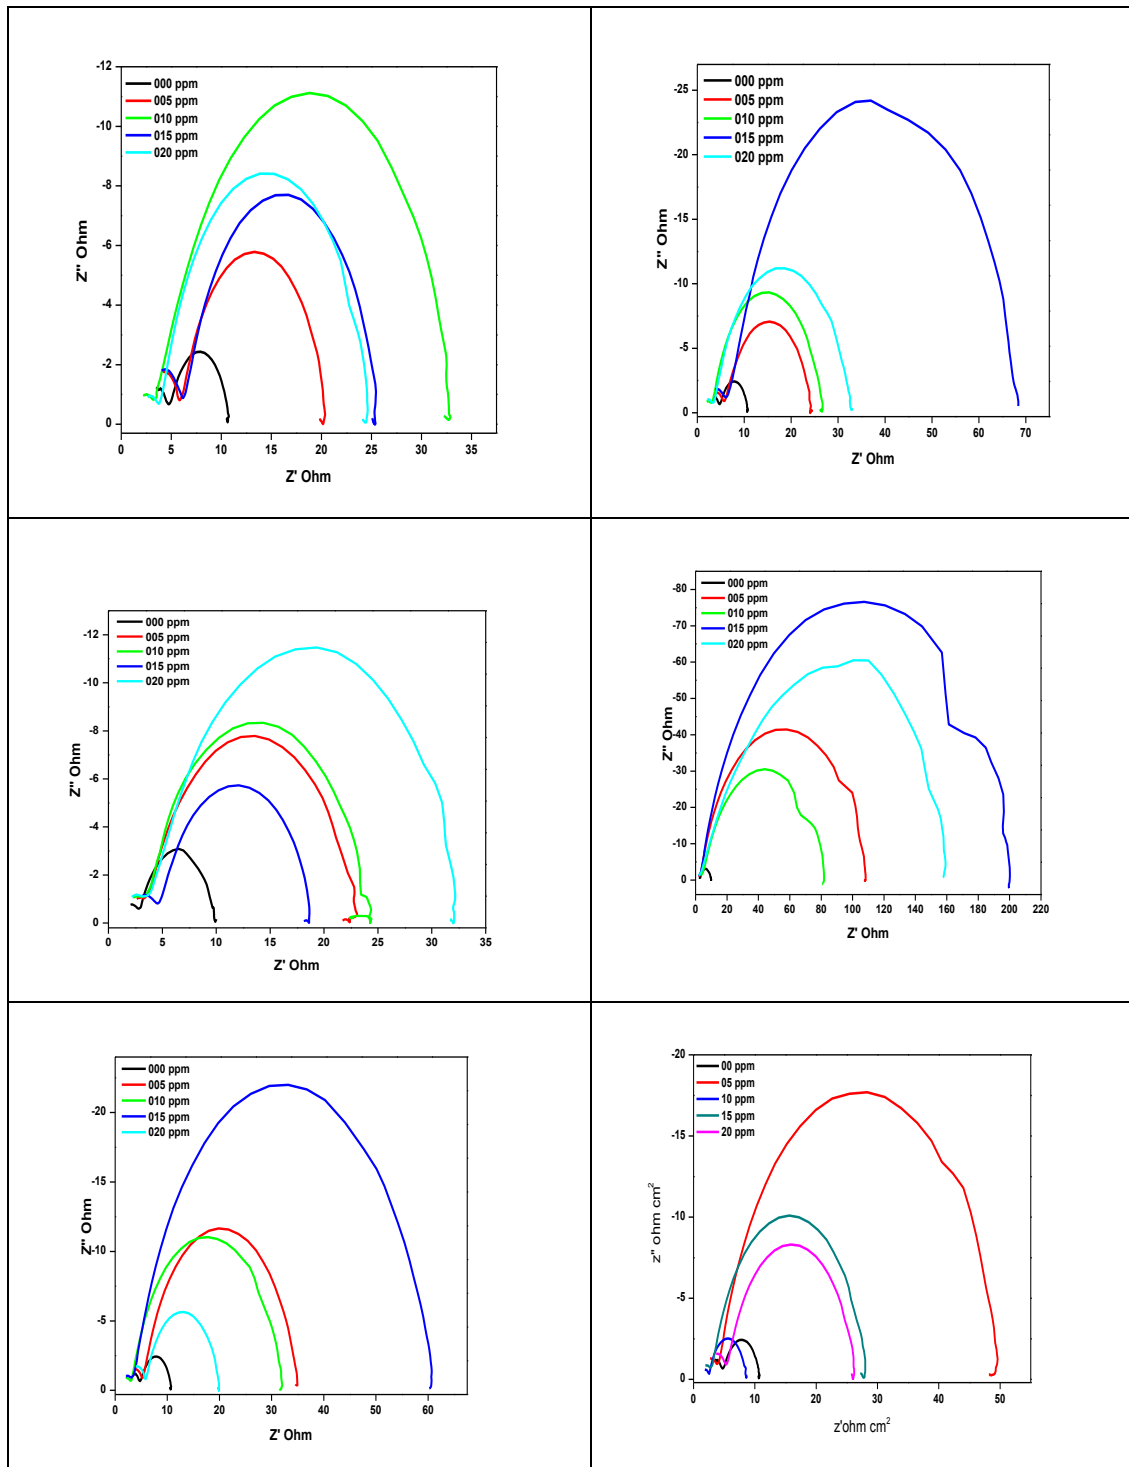 -12
-10
-8
-6
-4
-2
0
Z'' Ohm
000 ppm
005 ppm
010 ppm
015 ppm
020 ppm
0 5 10 15 20 25 30 35
Z' Ohm
-25
-20
-15
-10
-5
0
Z'' Ohm
000 ppm
005 ppm
010 ppm
015 ppm
020 ppm
0 10 20 30 40 50 60 70
Z' Ohm
-12
-10
-8
-6
-4
-2
0
Z'' Ohm
000 ppm
005 ppm
010 ppm
015 ppm
020 ppm
0 5 10 15 20 25 30 35
Z' Ohm
-80
-70
-60
-50
-40
-30
-20
-10
0
Z'' Ohm
000 ppm
005 ppm
010 ppm
015 ppm
020 ppm
0 20 40 60 80 100 120 140 160 180 200 220
Z' Ohm
-20
-15
-10
-5
0
Z'' Ohm
000 ppm
005 ppm
010 ppm
015 ppm
020 ppm
0 10 20 30 40 50 60
Z' Ohm
-20
-15
-10
-5
0
z'' ohm cm²
00 ppm
05 ppm
10 ppm
15 ppm
20 ppm
0 10 20 30 40 50
z'ohm cm²